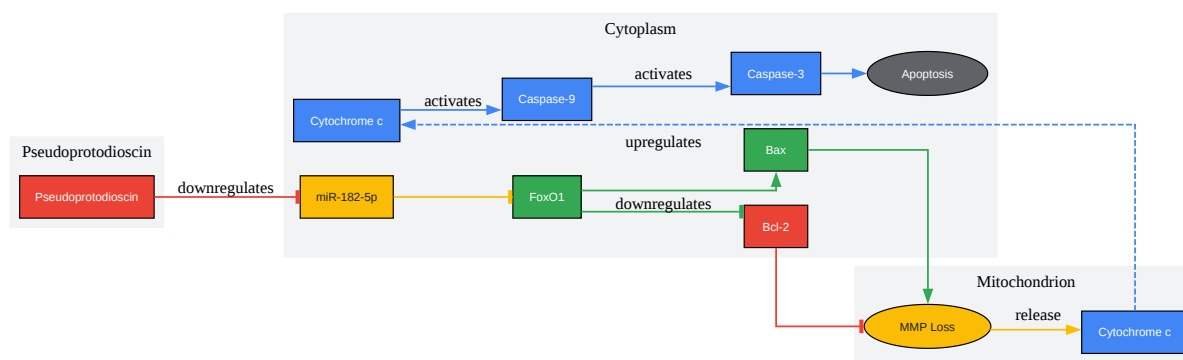 Cytoplasm
Caspase-3
Apoptosis
activates
Caspase-9
activates
Cytochrome c
upregulates
Bax
Pseudoprotodioscin
Pseudoprotodioscin
downregulates
miR-182-5p
FoxO1
downregulates
Bcl-2
Mitochondrion
MMP Loss
release
Cytochrome c